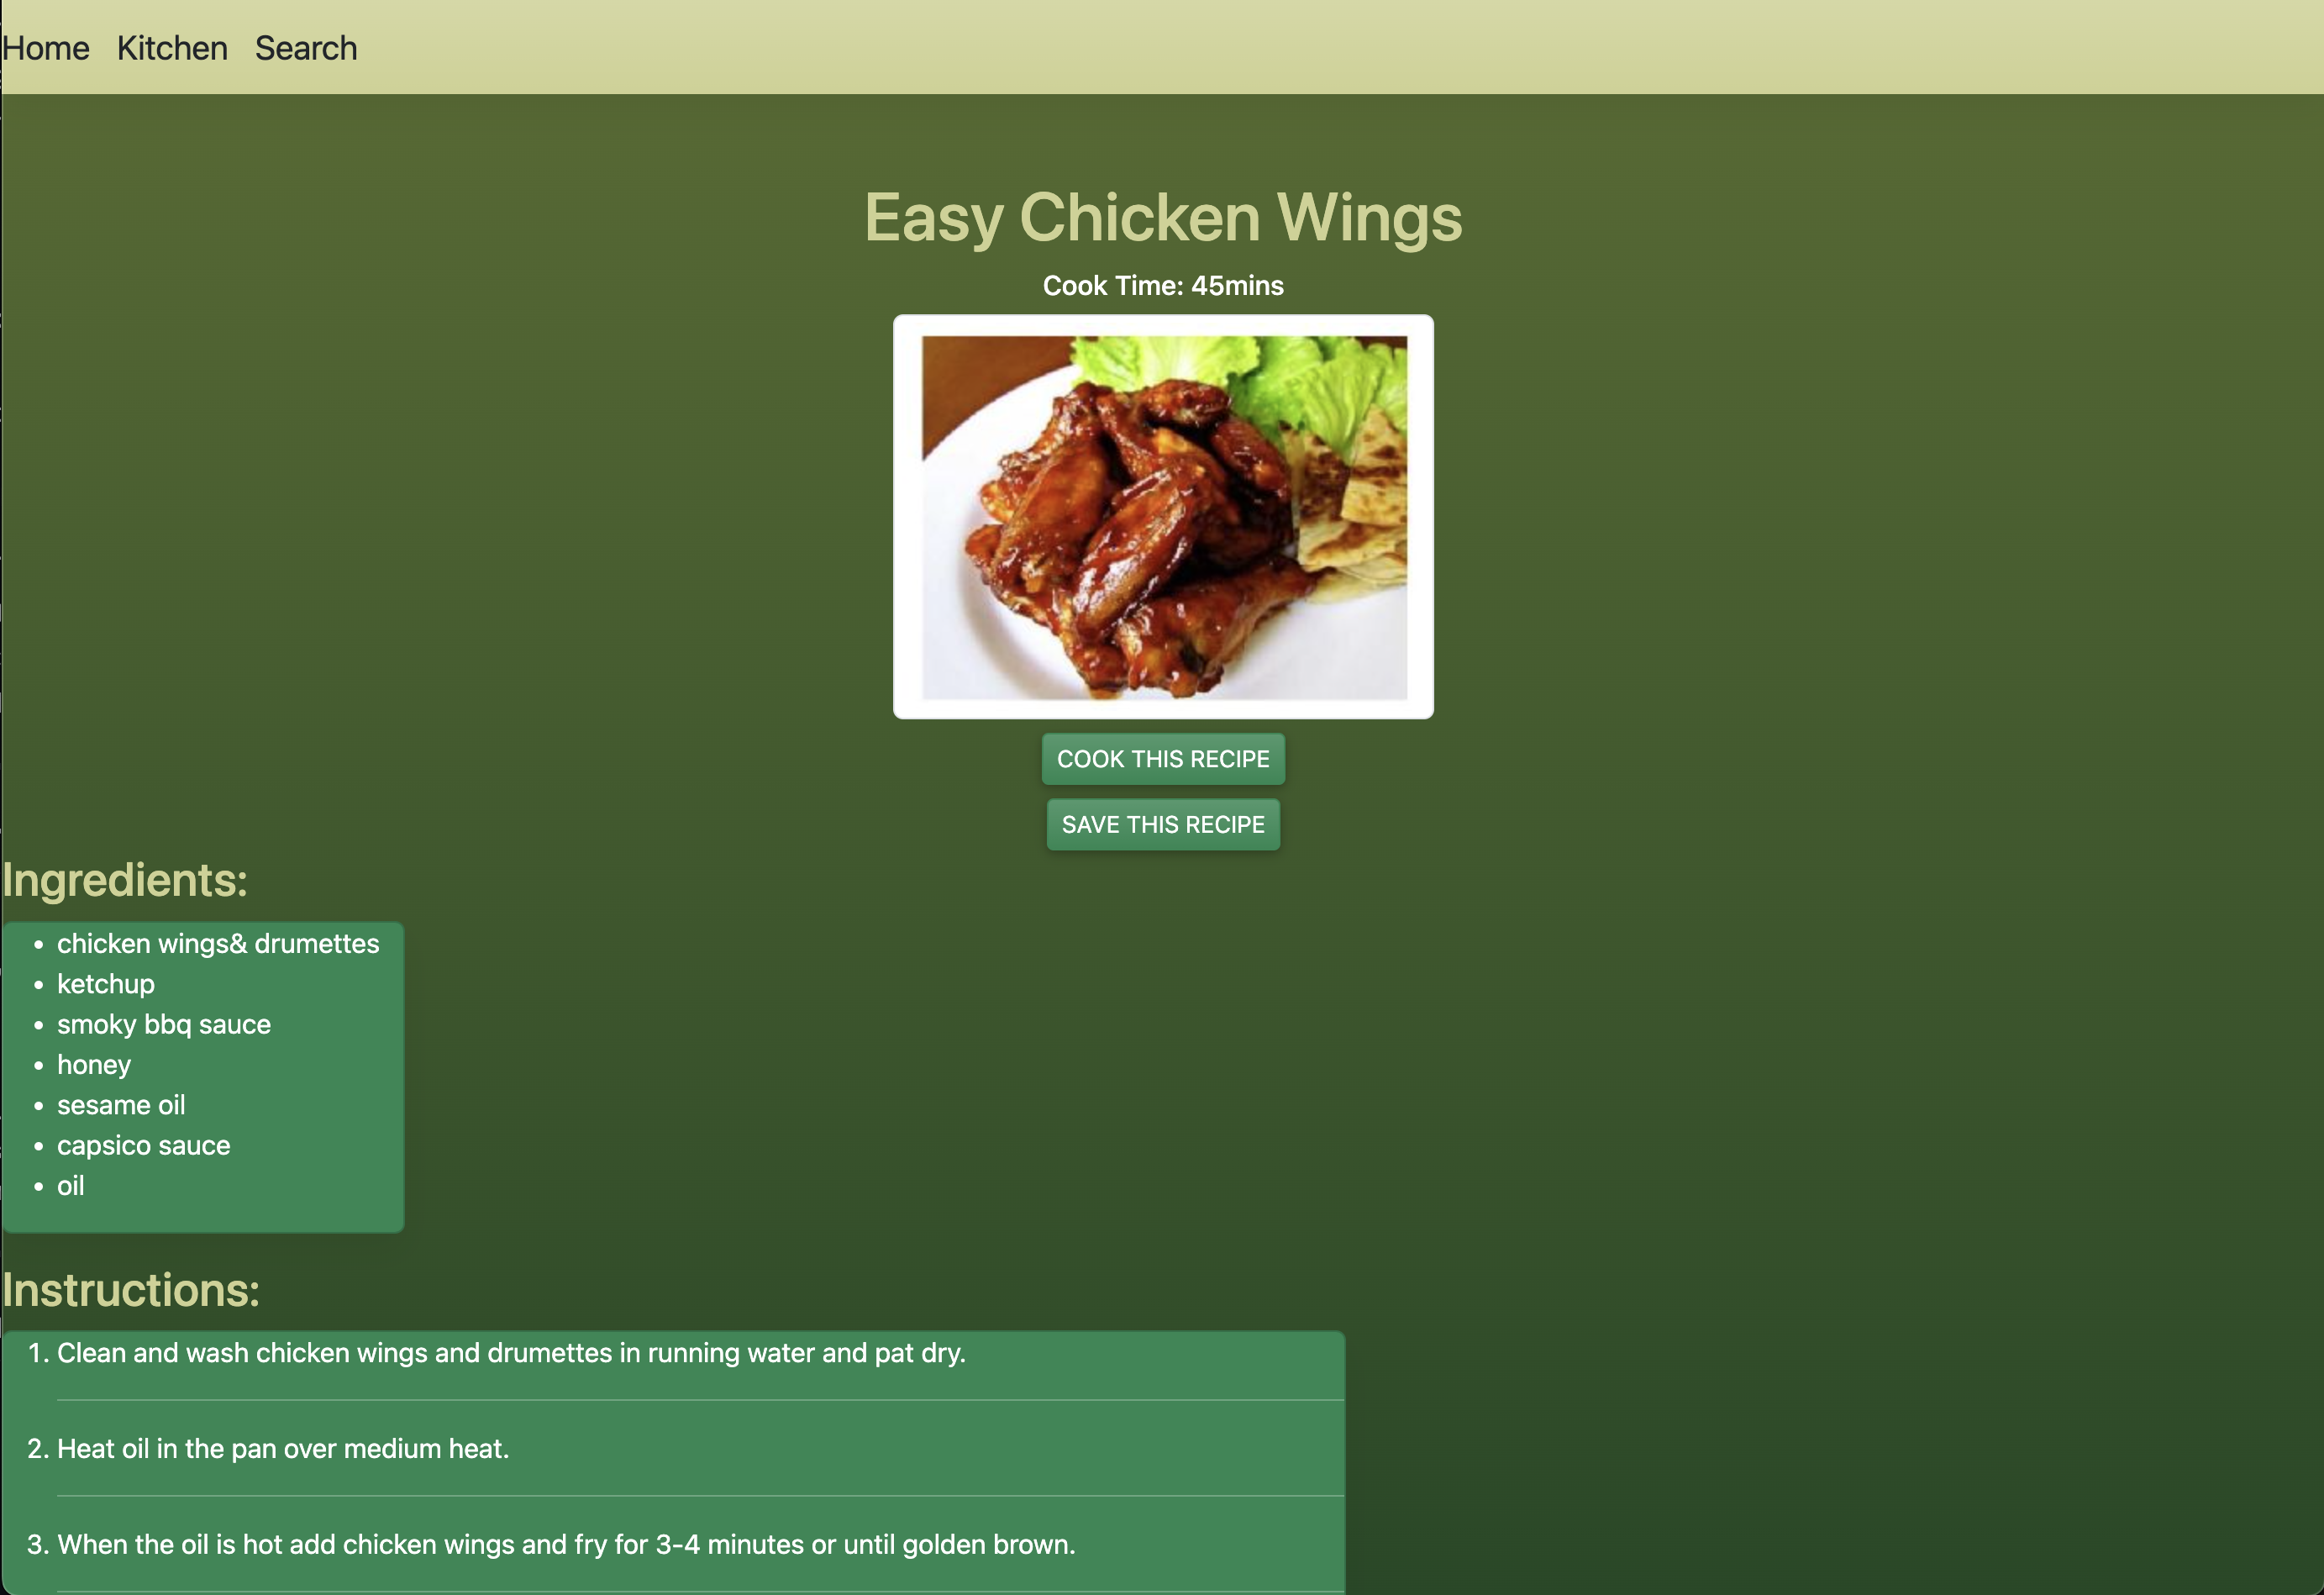 Home Kitchen Search
Easy Chicken Wings
Cook Time: 45mins
COOK THIS RECIPE
SAVE THIS RECIPE
Ingredients:
• chicken wings& drumettes
• ketchup
• smoky bbq sauce
• honey
• sesame oil
• capsico sauce
• oil
Instructions:
1. Clean and wash chicken wings and drumettes in running water and pat dry.
2. Heat oil in the pan over medium heat.
3. When the oil is hot add chicken wings and fry for 3-4 minutes or until golden brown.